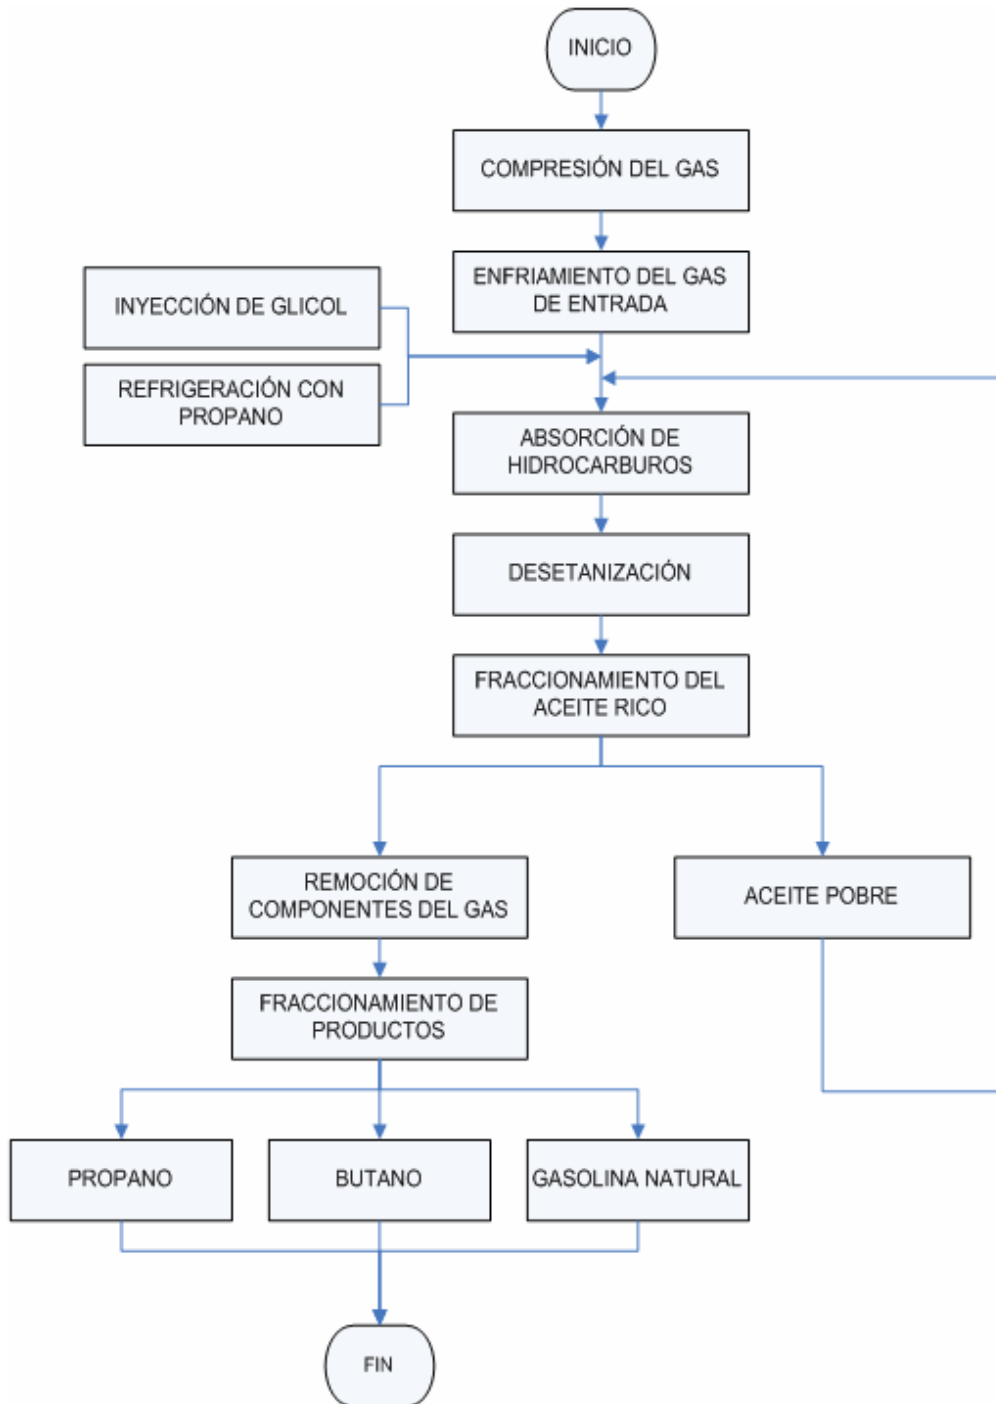 INICIO
COMPRESIÓN DEL GAS
ENFRIAMIENTO DEL GAS
DE ENTRADA
INYECCIÓN DE GLICOL
REFRIGERACIÓN CON
PROPANO
ABSORCIÓN DE
HIDROCARBUROS
DESETANIZACIÓN
FRACCIONAMIENTO DEL
ACEITE RICO
REMOCIÓN DE
COMPONENTES DEL GAS
ACEITE POBRE
FRACCIONAMIENTO DE
PRODUCTOS
PROPANO
BUTANO
GASOLINA NATURAL
FIN